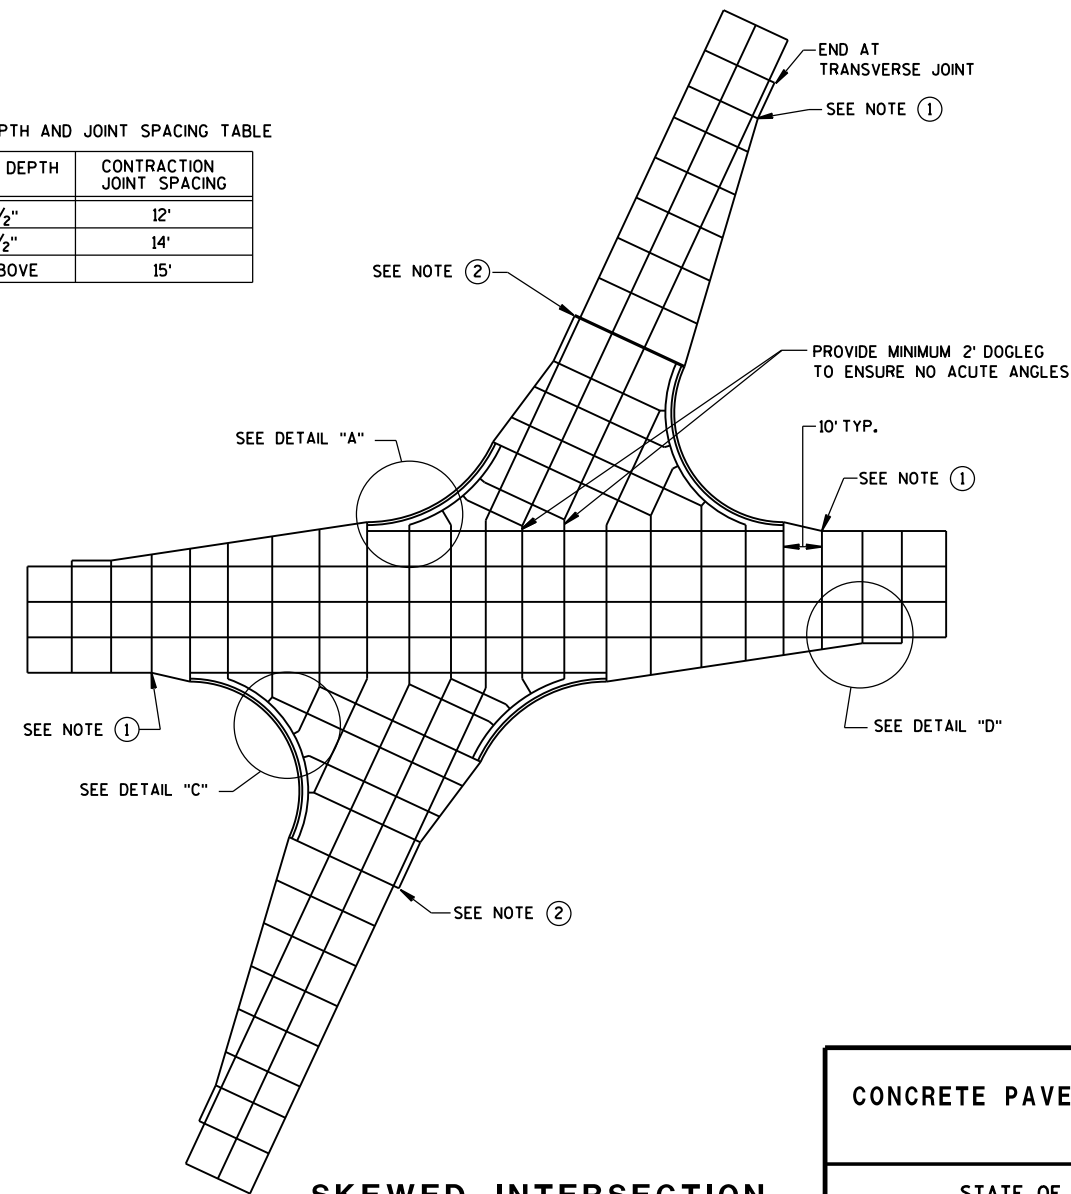 END AT
TRANSVERSE JOINT
SEE NOTE 1
AND JOINT SPACING TABLE
DEPTH
CONTRACTION
JOINT SPACING
12'
14'
15'
SEE NOTE 2
PROVIDE MINIMUM 2' DOGLEG
TO ENSURE NO ACUTE ANGLES
10' TYP.
SEE DETAIL "A"
SEE NOTE 1
SEE NOTE 1
SEE DETAIL "D"
SEE DETAIL "C"
SEE NOTE 2
CONCRETE PAVE
STATE OF
SKEWED INTERSECTION